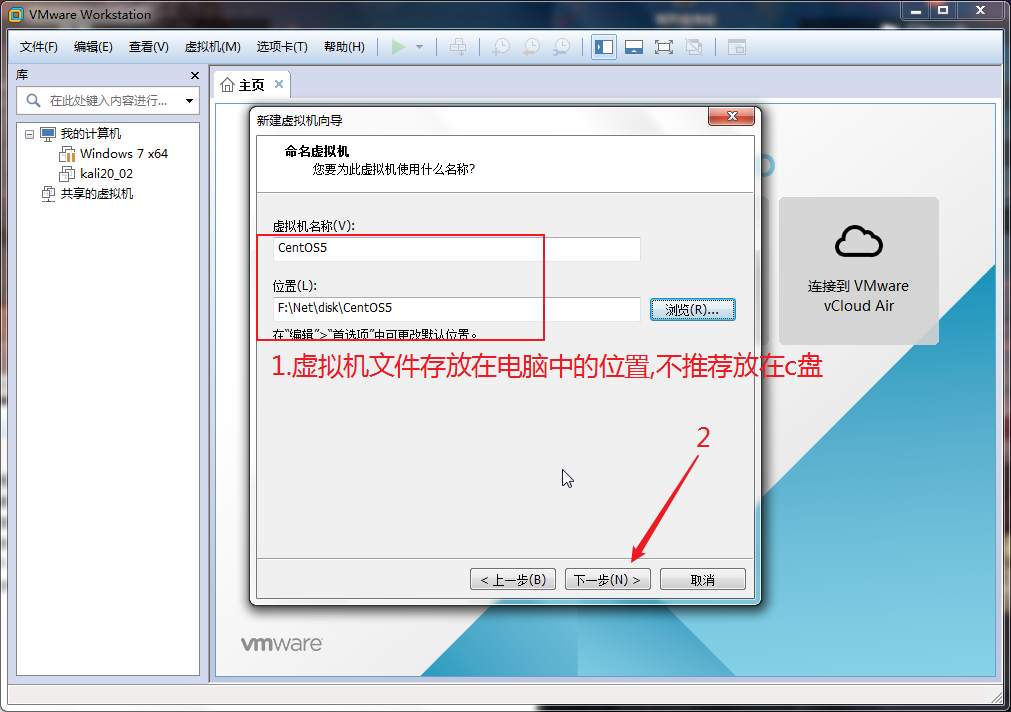 VMware Workstation
文件(F) 编辑(E) 查看(V) 虚拟机(M) 选项卡(T) 帮助(H)
库
在此处键入内容进行...
我的计算机
Windows 7 x64
kali20_02
共享的虚拟机
主页
新建虚拟机向导
命名虚拟机
您要为此虚拟机使用什么名称?
虚拟机名称(V):
CentOS5
位置(L):
F:\Net\disk\CentOS5
浏览(R)...
在“编辑”>“首选项”中可更改默认位置。
1.虚拟机文件存放在电脑中的位置,不推荐放在c盘
2
< 上一步(B) 下一步(N) > 取消
连接到 VMware
vCloud Air
vmware